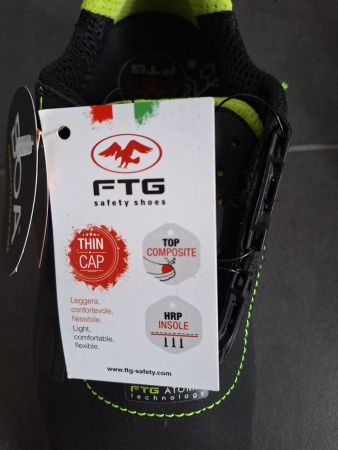 FTG
FTG
safety shoes
THIN
CAP
TOP
COMPOSITE
Leggera,
confortevole,
flessibile.
Light,
comfortable,
flexible.
HRP
INSOLE
www.ftg-safety.com
FTG
technology